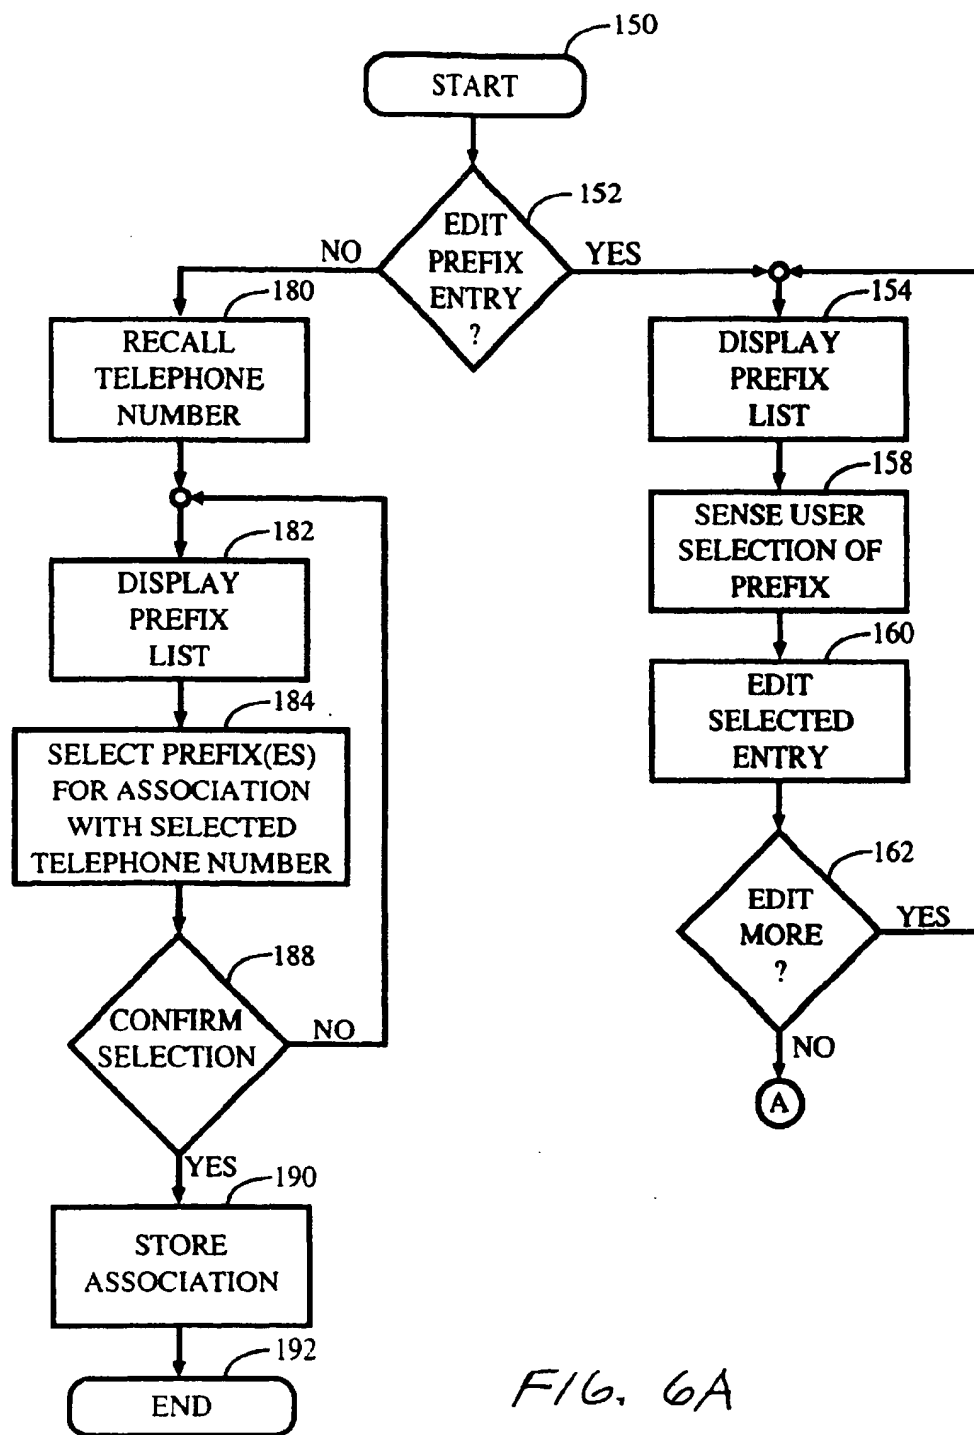 150
START
152
EDIT
PREFIX
ENTRY
?
NO
YES
180
RECALL
TELEPHONE
NUMBER
154
DISPLAY
PREFIX
LIST
158
SENSE USER
SELECTION OF
PREFIX
182
DISPLAY
PREFIX
LIST
160
EDIT
SELECTED
ENTRY
184
SELECT PREFIX(ES)
FOR ASSOCIATION
WITH SELECTED
TELEPHONE NUMBER
162
EDIT
MORE
?
YES
NO
A
188
CONFIRM
SELECTION
NO
YES
190
STORE
ASSOCIATION
192
END
FIG. 6A